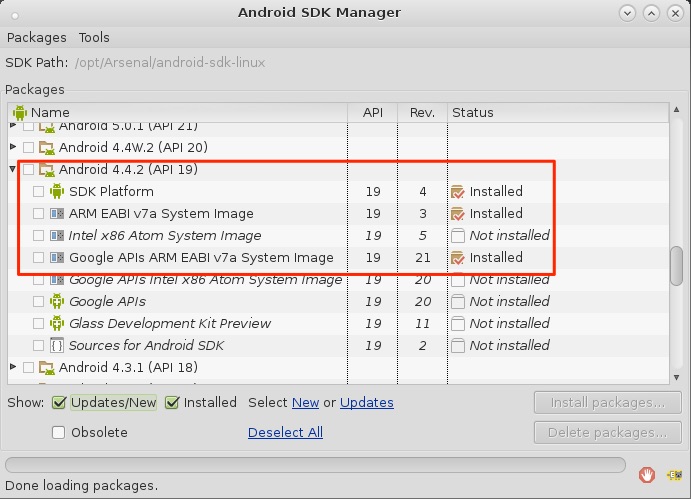 Android SDK Manager
Packages Tools
SDK Path: /opt/Arsenal/android-sdk-linux
Packages
Name API Rev. Status
Android 5.0.1 (API 21)
Android 4.4W.2 (API 20)
Android 4.4.2 (API 19)
SDK Platform 19 4 Installed
ARM EABI v7a System Image 19 3 Installed
Intel x86 Atom System Image 19 5 Not installed
Google APIs ARM EABI v7a System Image 19 21 Installed
Google APIs Intel x86 Atom System Image 19 20 Not installed
Google APIs 19 20 Not installed
Glass Development Kit Preview 19 11 Not installed
Sources for Android SDK 19 2 Not installed
Android 4.3.1 (API 18)
Show: Updates/New Installed Select New or Updates Install packages...
Obsolete Deselect All Delete packages...
Done loading packages.